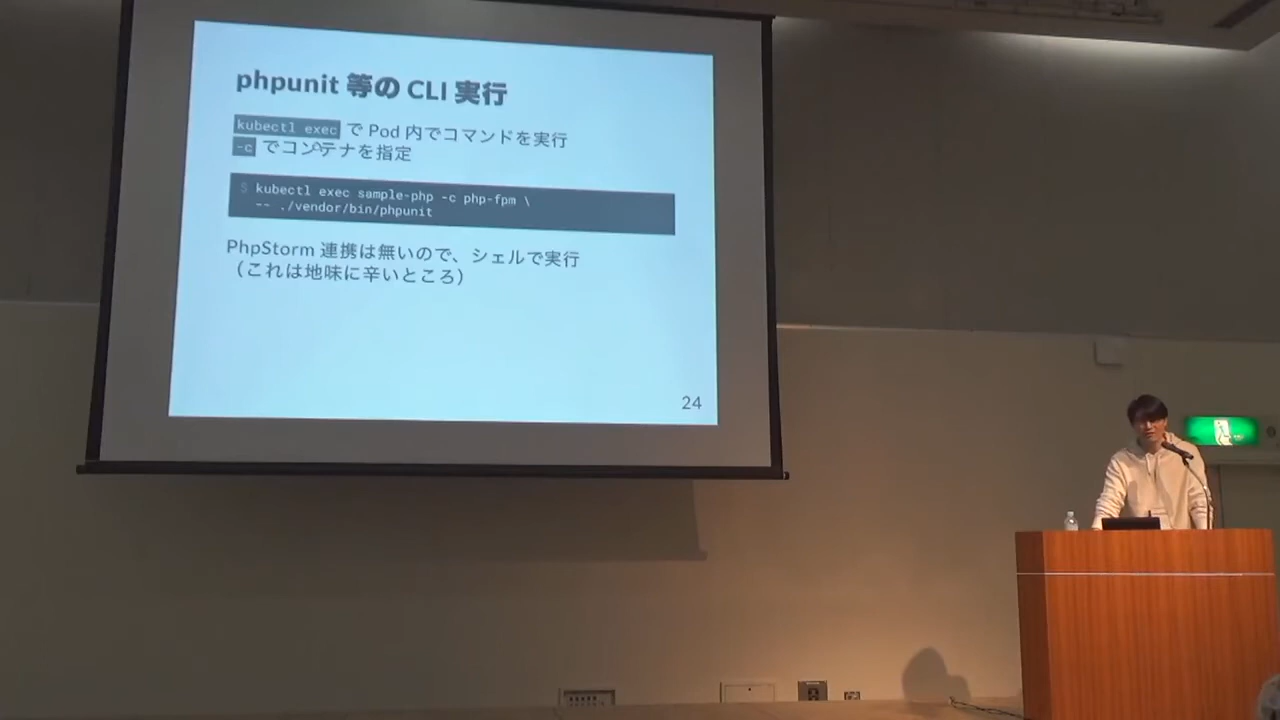 phpunit 等の CLI 実行
kubectl exec で Pod 内でコマンドを実行
-c でコンテナを指定
$ kubectl exec sample-php -c php-fpm \
-- ./vendor/bin/phpunit
PhpStorm 連携は無いので、シェルで実行
（これは地味に辛いところ）
24